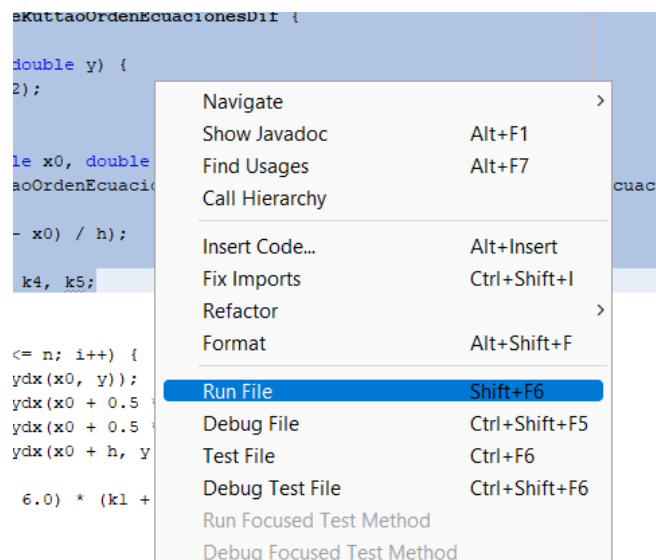 eKuttaoOrdenEcuacionesDif {
double y) {
2);
le x0, double
aoOrdenEcuacio
cuac
- x0) / h);
k4, k5;
<= n; i++) {
ydx(x0, y));
ydx(x0 + 0.5
ydx(x0 + 0.5
ydx(x0 + h, y
6.0) * (k1 +
Navigate >
Show Javadoc Alt+F1
Find Usages Alt+F7
Call Hierarchy
Insert Code... Alt+Insert
Fix Imports Ctrl+Shift+I
Refactor >
Format Alt+Shift+F
Run File Shift+F6
Debug File Ctrl+Shift+F5
Test File Ctrl+F6
Debug Test File Ctrl+Shift+F6
Run Focused Test Method
Debug Focused Test Method